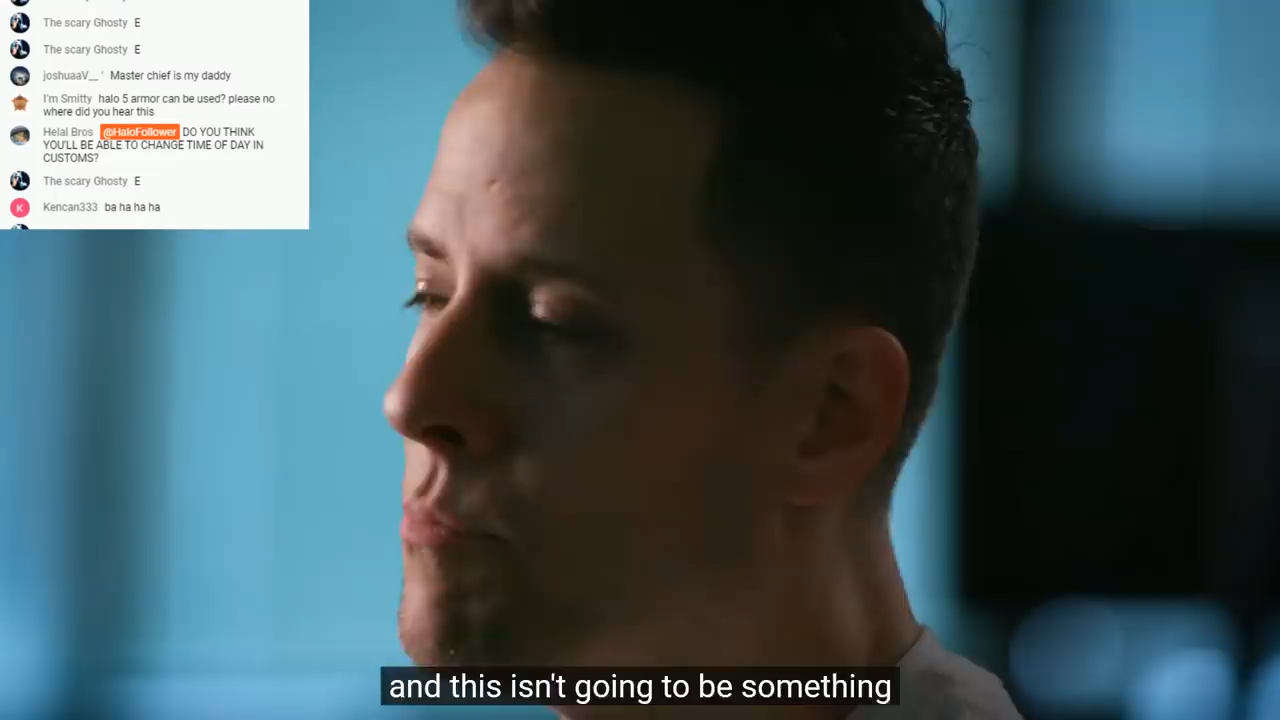 The scary Ghosty E
The scary Ghosty E
joshuaaV__ ' Master chief is my daddy
I'm Smitty halo 5 armor can be used? please no
where did you hear this
Helal Bros @HaloFollower DO YOU THINK
YOU'LL BE ABLE TO CHANGE TIME OF DAY IN
CUSTOMS?
The scary Ghosty E
K Kencan333 ba ha ha ha
and this isn't going to be something